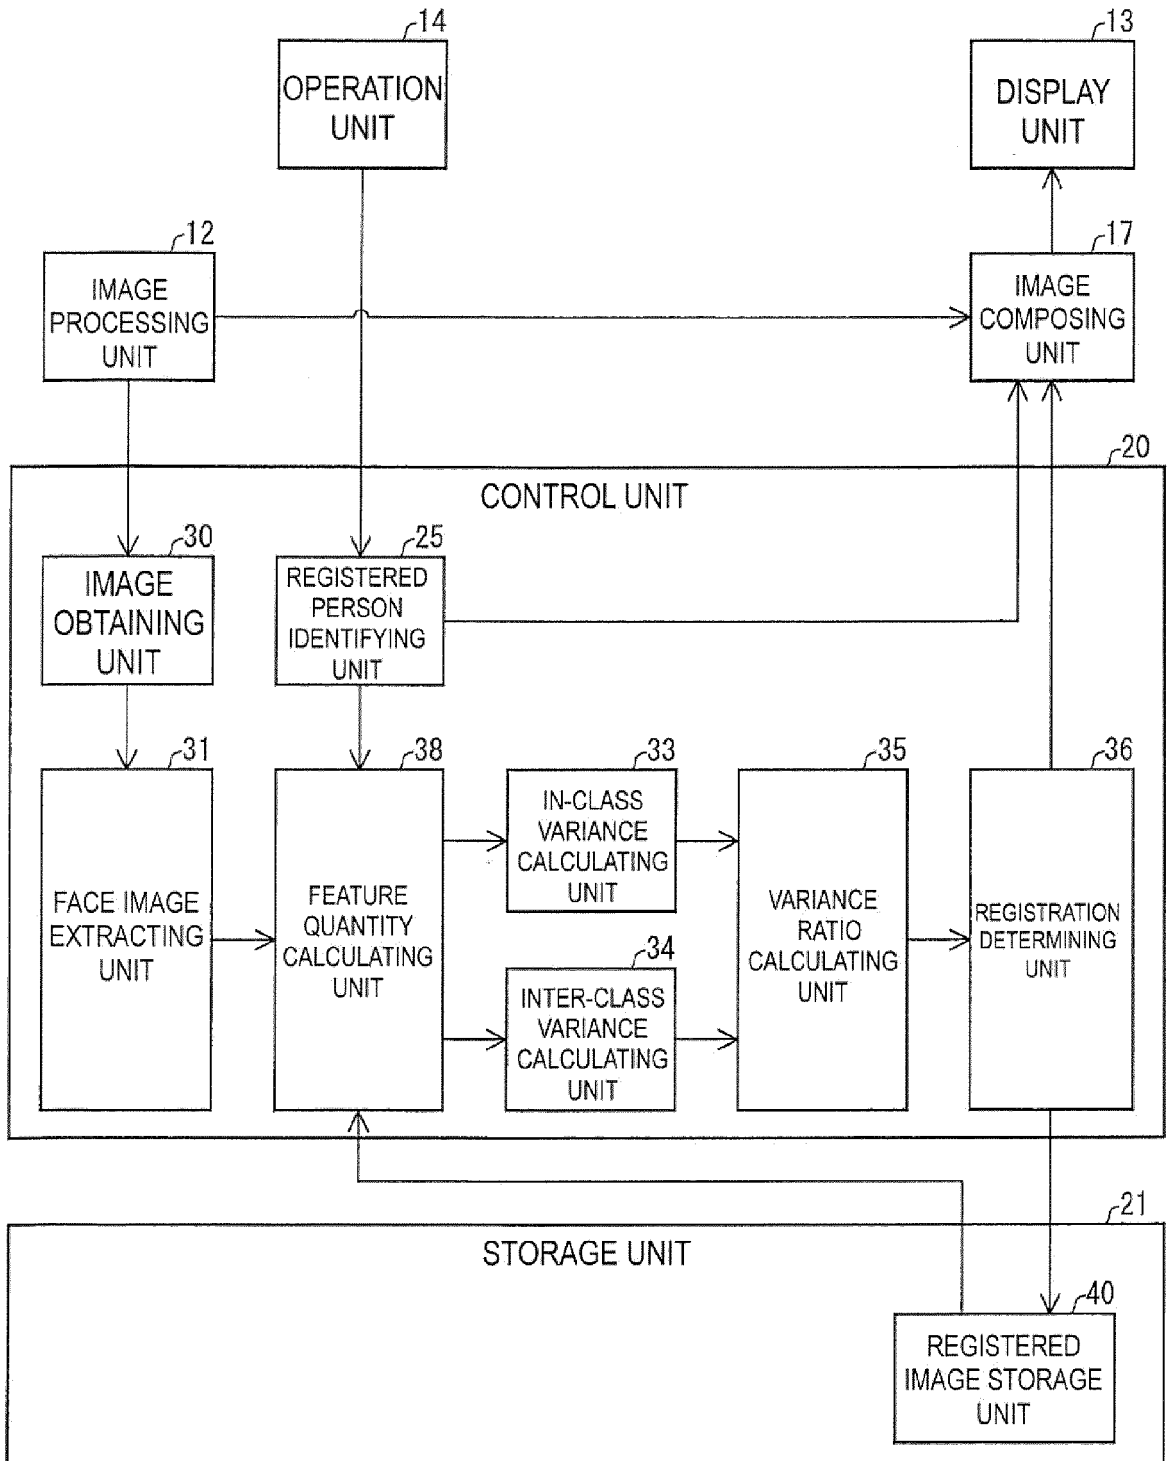 14
OPERATION
UNIT
13
DISPLAY
UNIT
12
IMAGE
PROCESSING
UNIT
17
IMAGE
COMPOSING
UNIT
20
CONTROL UNIT
30
IMAGE
OBTAINING
UNIT
25
REGISTERED
PERSON
IDENTIFYING
UNIT
31
FACE IMAGE
EXTRACTING
UNIT
38
FEATURE
QUANTITY
CALCULATING
UNIT
33
IN-CLASS
VARIANCE
CALCULATING
UNIT
34
INTER-CLASS
VARIANCE
CALCULATING
UNIT
35
VARIANCE
RATIO
CALCULATING
UNIT
36
REGISTRATION
DETERMINING
UNIT
21
STORAGE UNIT
40
REGISTERED
IMAGE STORAGE
UNIT